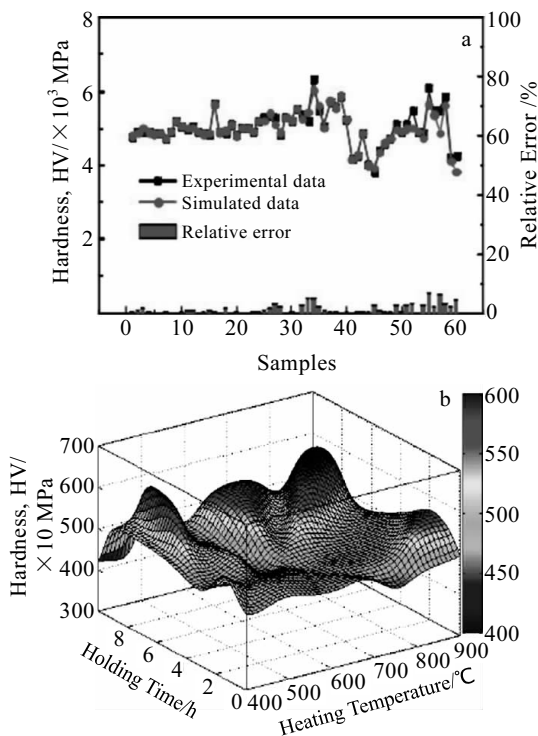 a
8
6
4
2
Hardness, HV/×10³ MPa
100
80
60
40
20
0
Relative Error /%
Experimental data
Simulated data
Relative error
0 10 20 30 40 50 60
Samples
b
700
600
500
400
300
Hardness, HV/
×10 MPa
8 6 4 2 0
Holding Time/h
400 500 600 700 800 900
Heating Temperature/℃
600
550
500
450
400